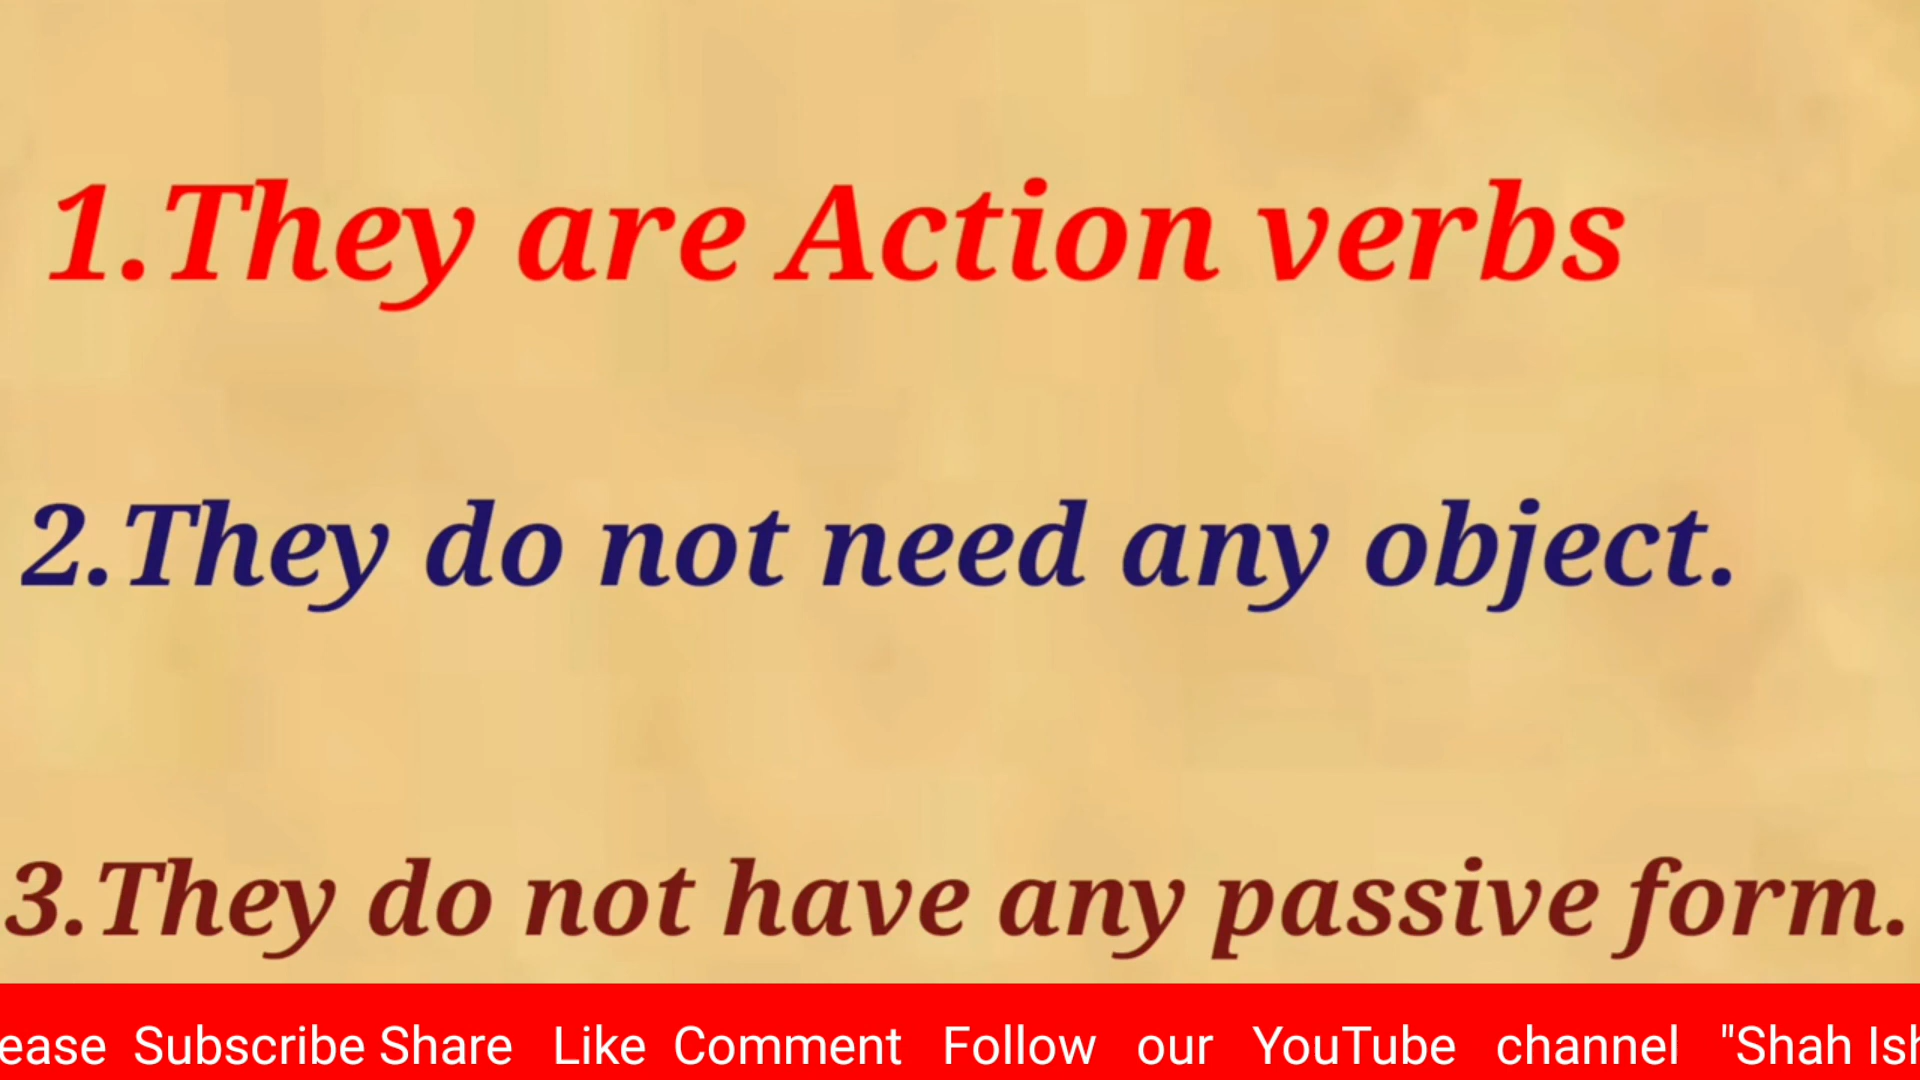 1.They are Action verbs
2.They do not need any object.
3.They do not have any passive form.
ease Subscribe Share Like Comment Follow our YouTube channel "Shah Ish